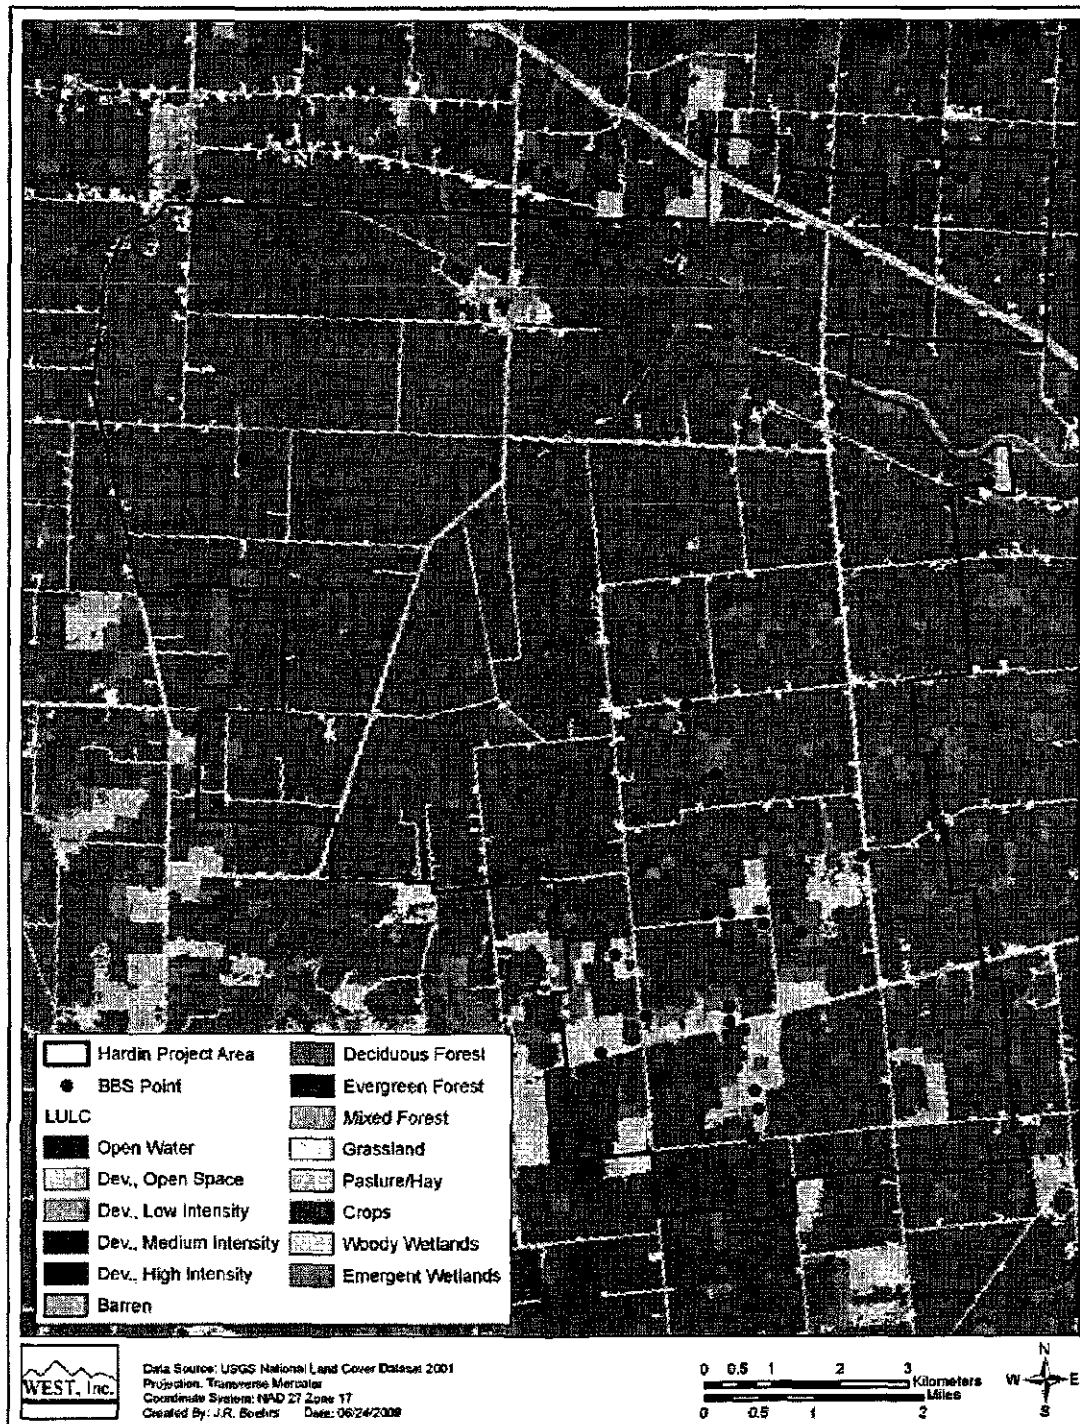 Hardin Project Area
BBS Point
LULC
Open Water
Dev., Open Space
Dev., Low Intensity
Dev., Medium Intensity
Dev., High Intensity
Barren
Deciduous Forest
Evergreen Forest
Mixed Forest
Grassland
Pasture/Hay
Crops
Woody Wetlands
Emergent Wetlands
WEST, Inc.
Data Source: USGS National Land Cover Dataset 2001
Projection: Transverse Mercator
Coordinate System: NAD 27 Zone 17
Created By: J.R. Boehrs Date: 06/24/2009
0 0.5 1 2 3
Kilometers
Miles
0 0.5 1 2
N
W E
S